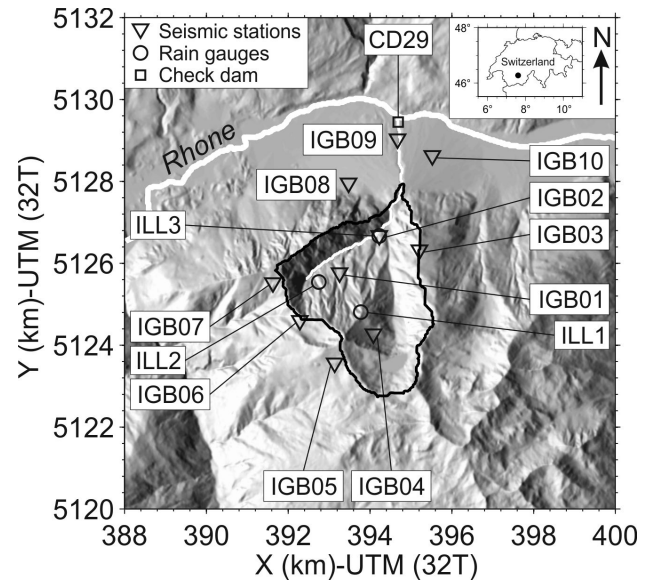 5132
5130
5128
5126
5124
5122
5120
Y (km)-UTM (32T)
388
390
392
394
396
398
400
X (km)-UTM (32T)
Seismic stations
Rain gauges
Check dam
CD29
48°
46°
Switzerland
6°
8°
10°
N
Rhone
IGB09
IGB10
IGB08
IGB02
ILL3
IGB03
IGB01
IGB07
ILL1
ILL2
IGB06
IGB05
IGB04